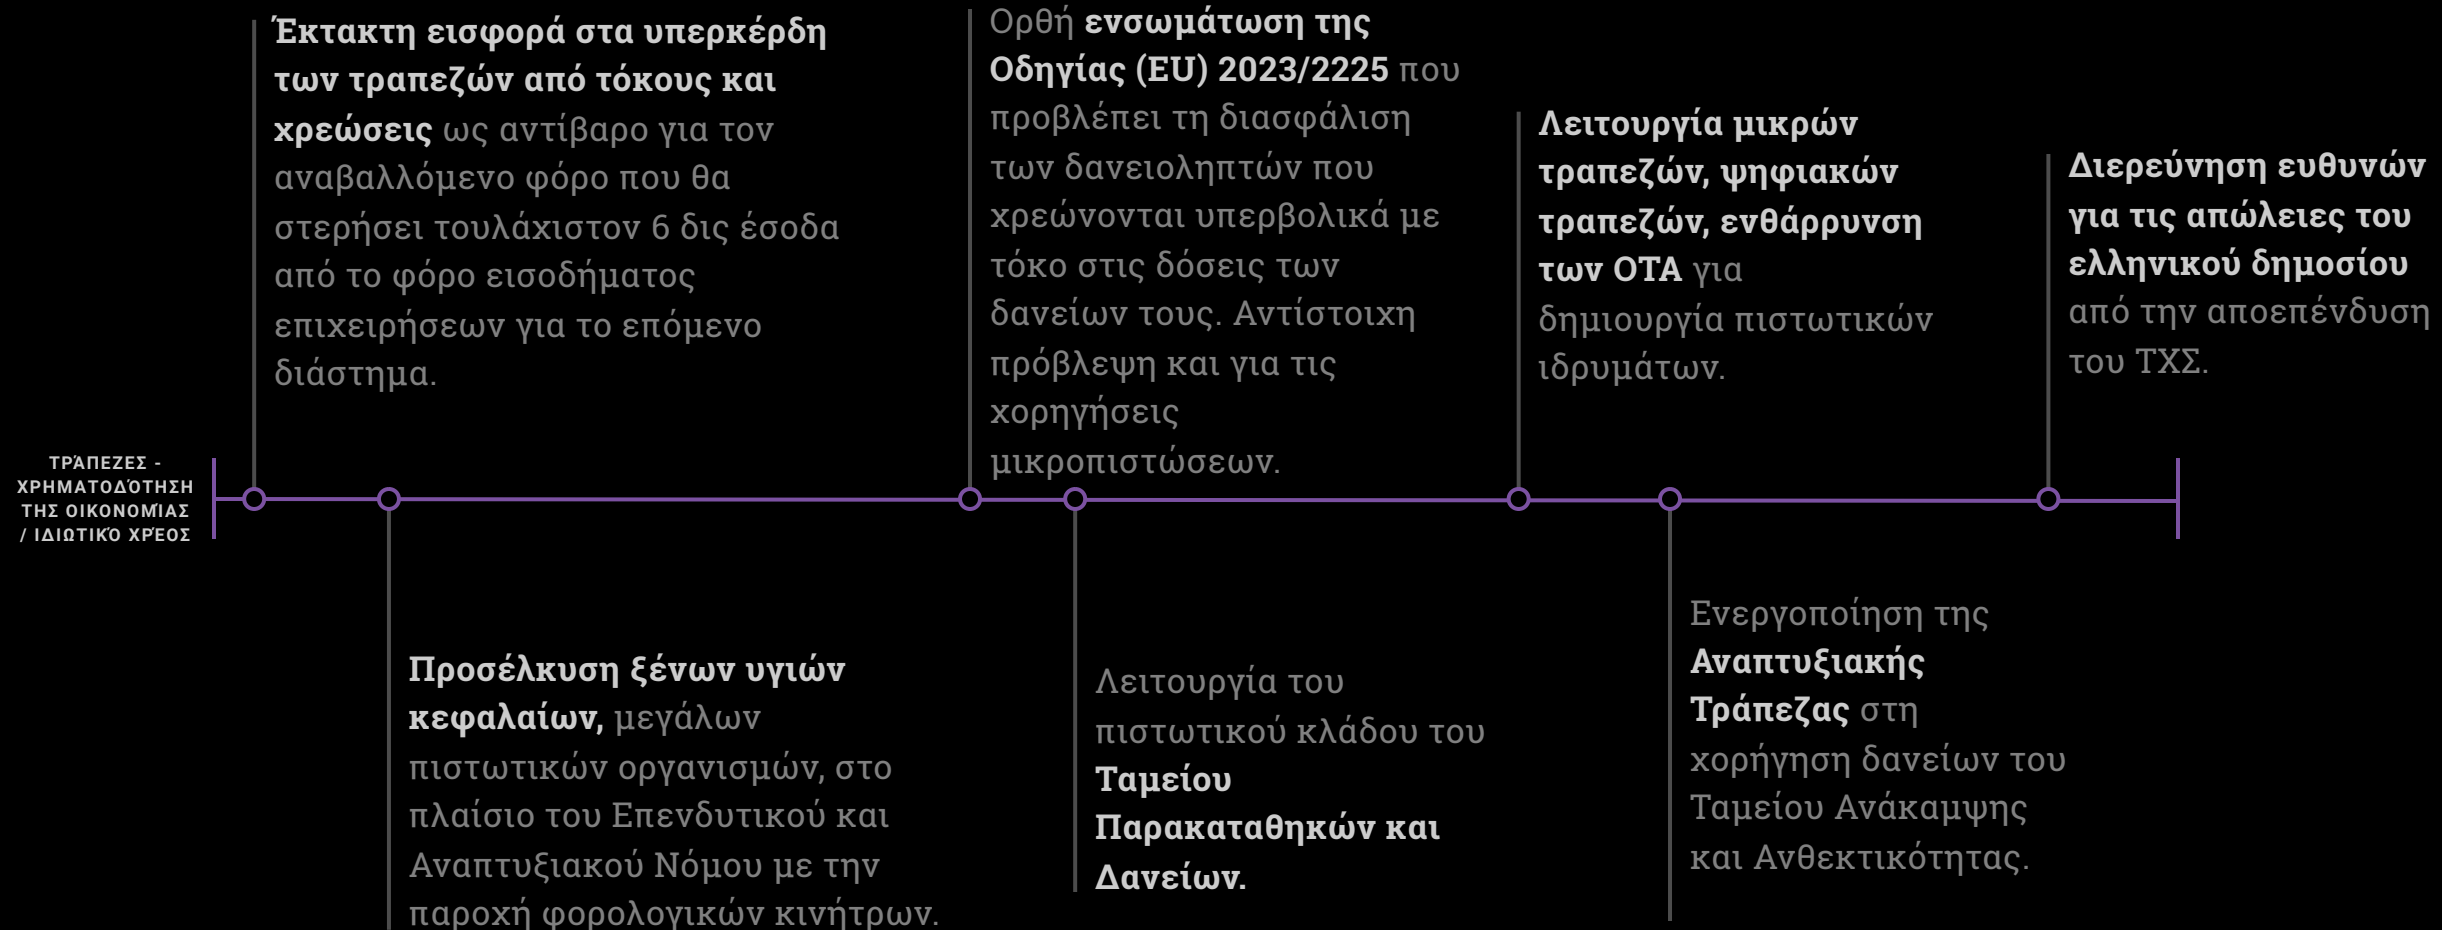 Έκτακτη εισφορά στα υπερκέρδη
των τραπεζών από τόκους και
χρεώσεις ως αντίβαρο για τον
αναβαλλόμενο φόρο που θα
στερήσει τουλάχιστον 6 δις έσοδα
από το φόρο εισοδήματος
επιχειρήσεων για το επόμενο
διάστημα.
Ορθή ενσωμάτωση της
Οδηγίας (EU) 2023/2225 που
προβλέπει τη διασφάλιση
των δανειοληπτών που
χρεώνονται υπερβολικά με
τόκο στις δόσεις των
δανείων τους. Αντίστοιχη
πρόβλεψη και για τις
χορηγήσεις
μικροπιστώσεων.
Λειτουργία μικρών
τραπεζών, ψηφιακών
τραπεζών, ενθάρρυνση
των ΟΤΑ για
δημιουργία πιστωτικών
ιδρυμάτων.
Διερεύνηση ευθυνών
για τις απώλειες του
ελληνικού δημοσίου
από την αποεπένδυση
του ΤΧΣ.
ΤΡΆΠΕΖΕΣ -
ΧΡΗΜΑΤΟΔΌΤΗΣΗ
ΤΗΣ ΟΙΚΟΝΟΜΊΑΣ
/ ΙΔΙΩΤΙΚΌ ΧΡΈΟΣ
Προσέλκυση ξένων υγιών
κεφαλαίων, μεγάλων
πιστωτικών οργανισμών, στο
πλαίσιο του Επενδυτικού και
Αναπτυξιακού Νόμου με την
παροχή φορολογικών κινήτρων.
Λειτουργία του
πιστωτικού κλάδου του
Ταμείου
Παρακαταθηκών και
Δανείων.
Ενεργοποίηση της
Αναπτυξιακής
Τράπεζας στη
χορήγηση δανείων του
Ταμείου Ανάκαμψης
και Ανθεκτικότητας.